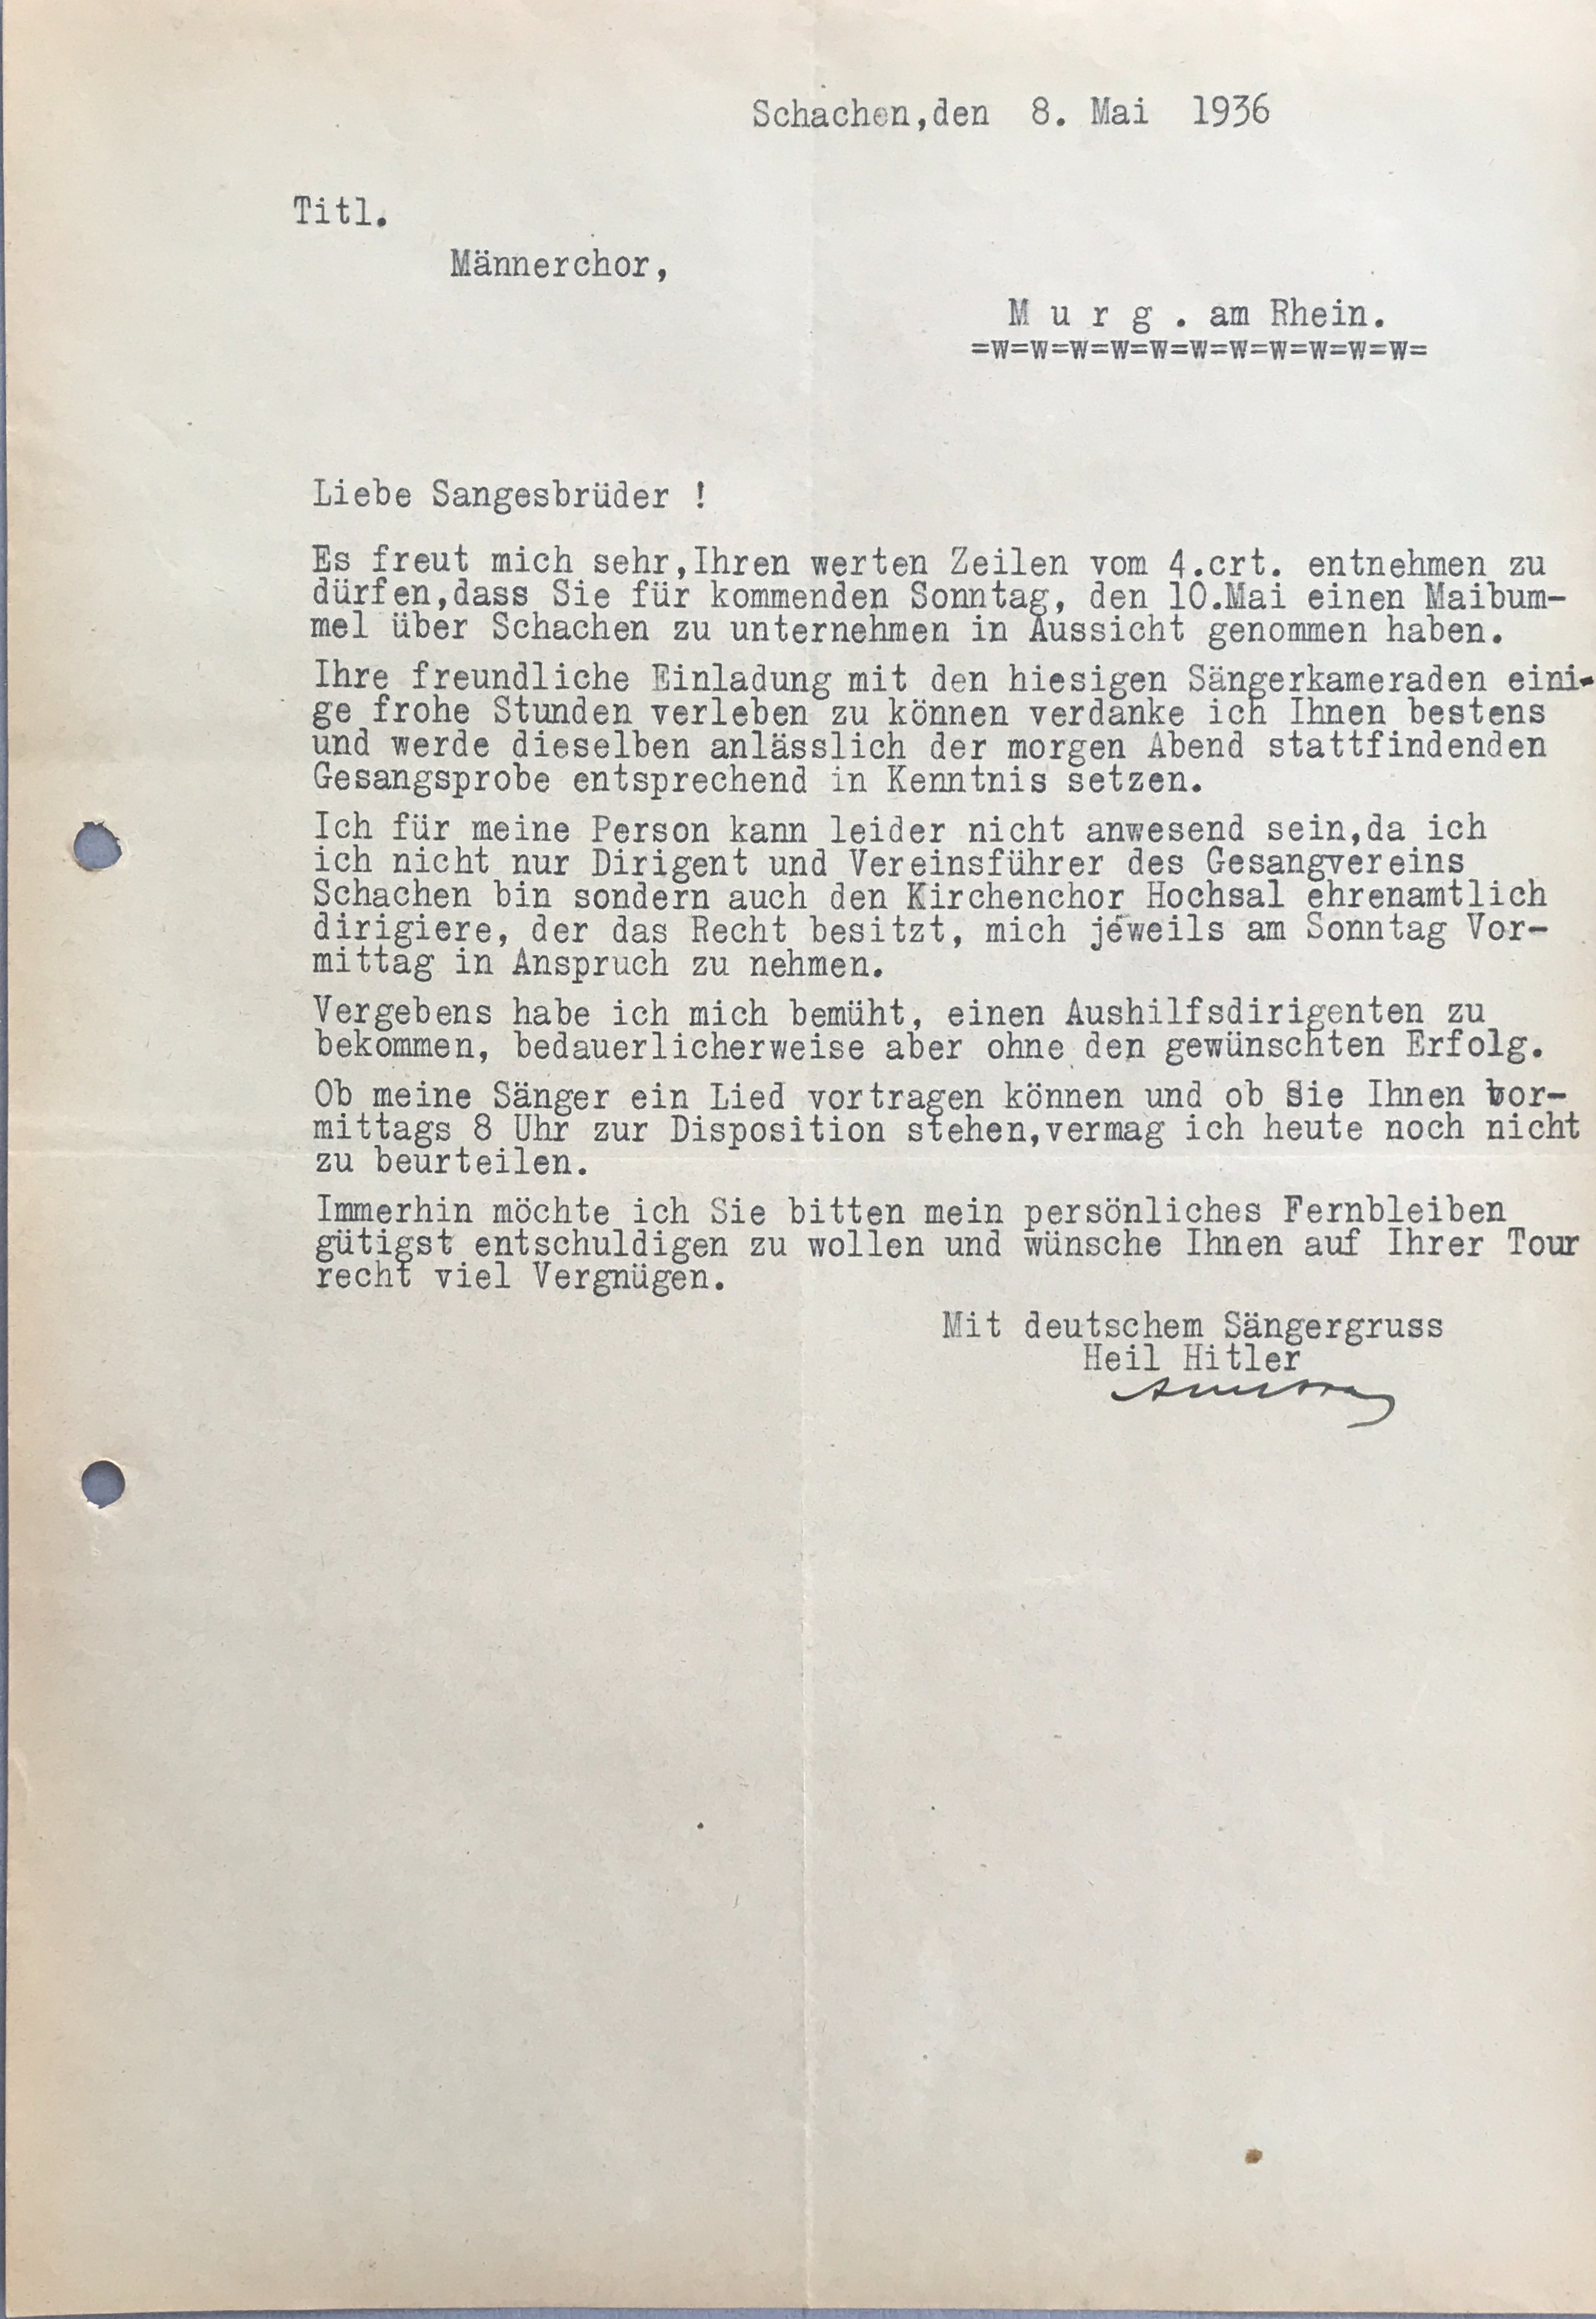 Schachen,den 8. Mai 1936
Titl.
Männerchor,
M u r g . am Rhein.
=W=W=W=W=W=W=W=W=W=W=W=
Liebe Sangesbrüder !
Es freut mich sehr,Ihren werten Zeilen vom 4.crt. entnehmen zu
dürfen,dass Sie für kommenden Sonntag, den 10.Mai einen Maibum-
mel über Schachen zu unternehmen in Aussicht genommen haben.
Ihre freundliche Einladung mit den hiesigen Sängerkameraden eini-
ge frohe Stunden verleben zu können verdanke ich Ihnen bestens
und werde dieselben anlässlich der morgen Abend stattfindenden
Gesangsprobe entsprechend in Kenntnis setzen.
Ich für meine Person kann leider nicht anwesend sein,da ich
ich nicht nur Dirigent und Vereinsführer des Gesangvereins
Schachen bin sondern auch den Kirchenchor Hochsal ehrenamtlich
dirigiere, der das Recht besitzt, mich jeweils am Sonntag Vor-
mittag in Anspruch zu nehmen.
Vergebens habe ich mich bemüht, einen Aushilfsdirigenten zu
bekommen, bedauerlicherweise aber ohne den gewünschten Erfolg.
Ob meine Sänger ein Lied vortragen können und ob Sie Ihnen vor-
mittags 8 Uhr zur Disposition stehen,vermag ich heute noch nicht
zu beurteilen.
Immerhin möchte ich Sie bitten mein persönliches Fernbleiben
gütigst entschuldigen zu wollen und wünsche Ihnen auf Ihrer Tour
recht viel Vergnügen.
Mit deutschem Sängergruss
Heil Hitler